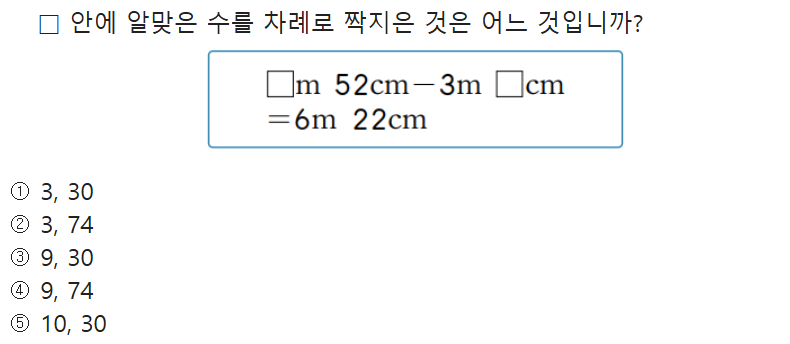 □ 안에 알맞은 수를 차례로 짝지은 것은 어느 것입니까?
□m 52cm－3m □cm
＝6m 22cm
① 3, 30
② 3, 74
③ 9, 30
④ 9, 74
⑤ 10, 30